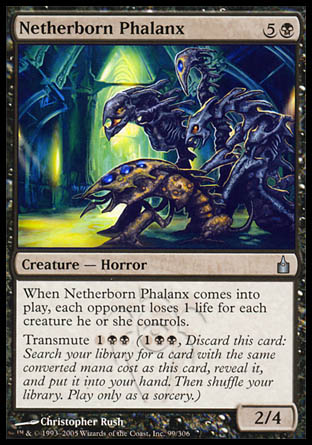 Netherborn Phalanx 5
Creature — Horror
When Netherborn Phalanx comes into
play, each opponent loses 1 life for
each creature he or she controls.
Transmute 1 (1, Discard this card:
Search your library for a card with the same
converted mana cost as this card, reveal it,
and put it into your hand. Then shuffle your
library. Play only as a sorcery.)
Christopher Rush
2/4
™ & © 1993–2005 Wizards of the Coast, Inc. 99/306